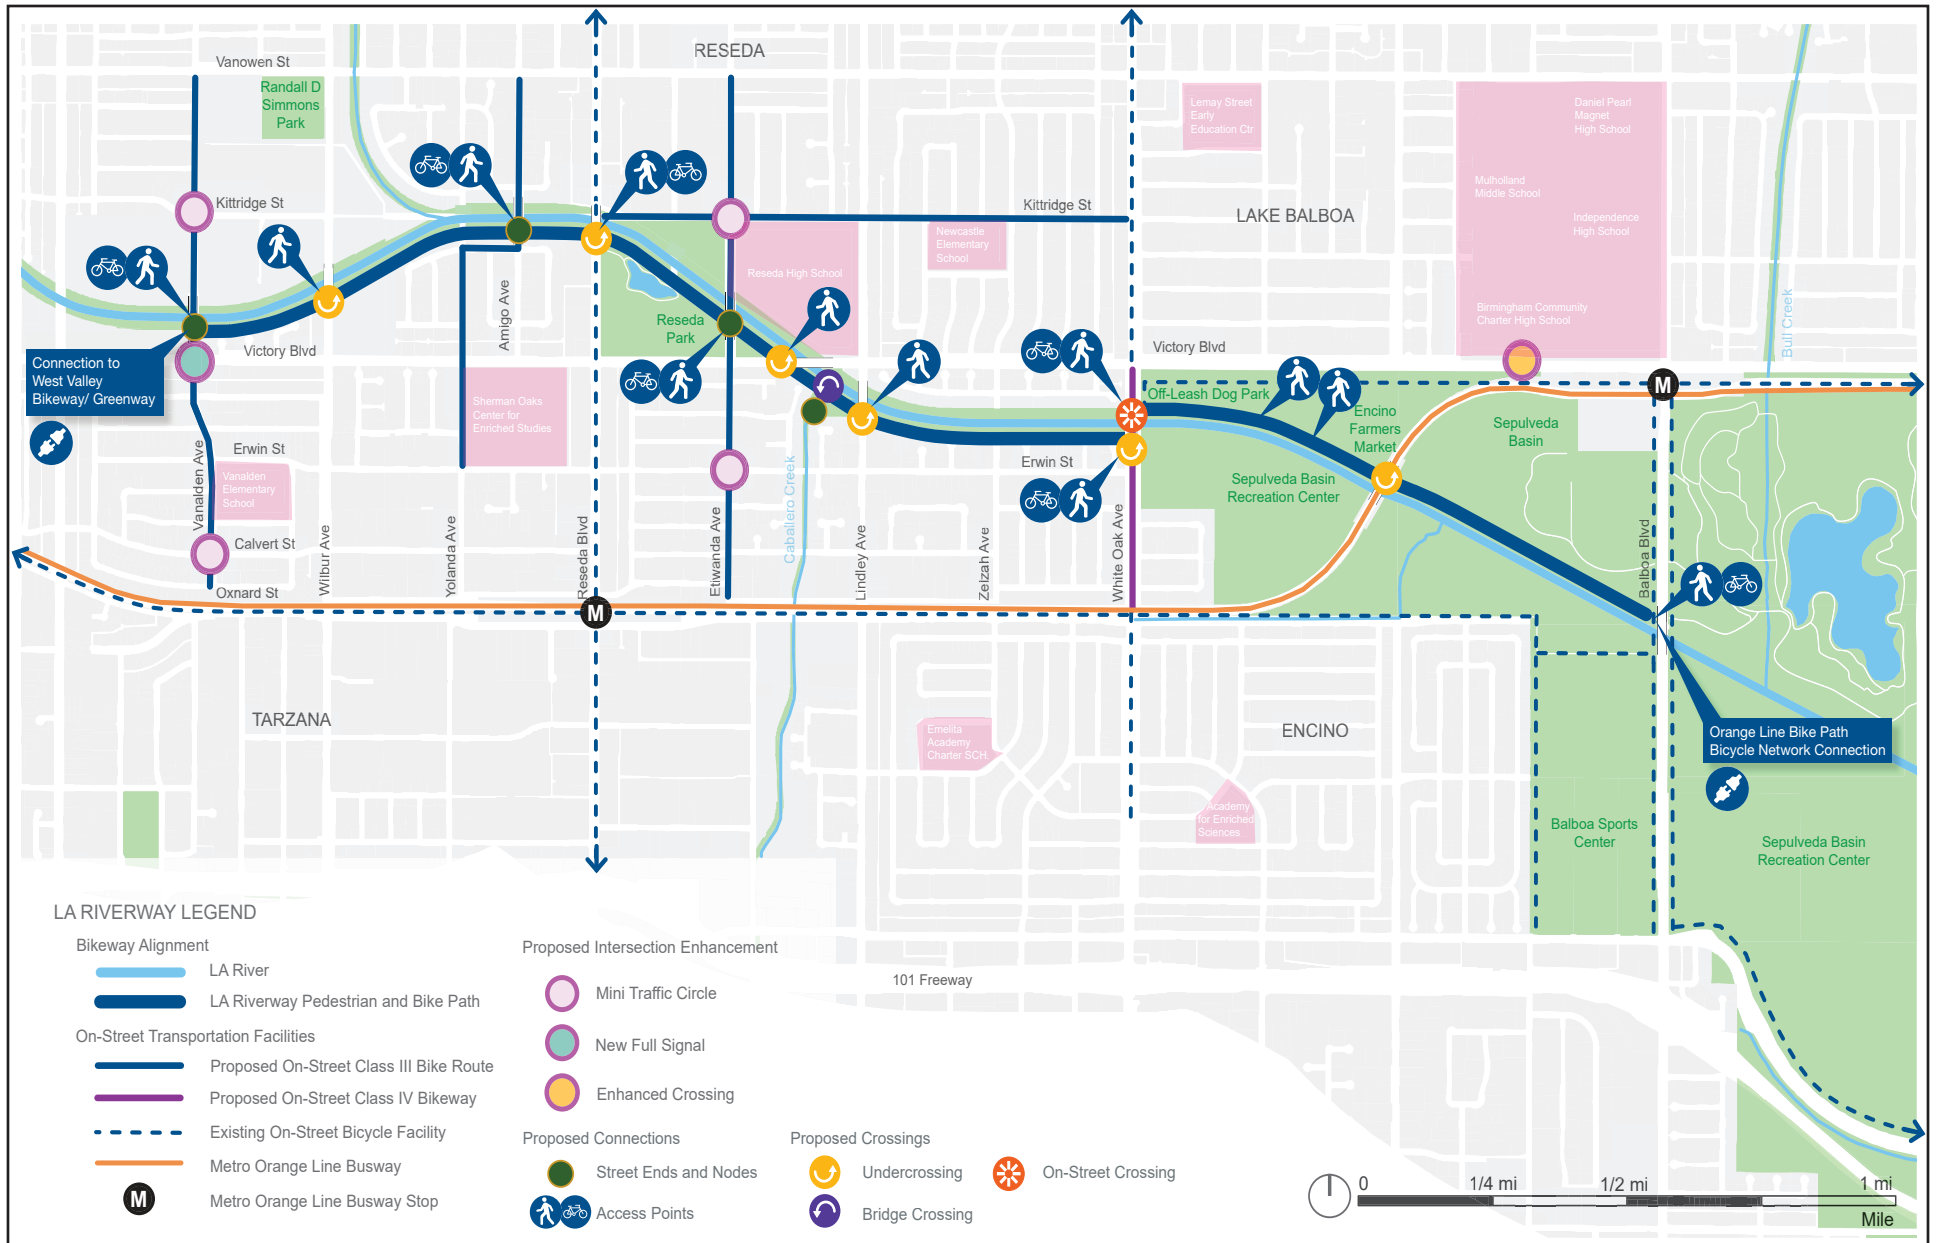 RESEDA
Vanowen St
Randall D
Simmons
Park
Lemay Street
Early
Education Ctr
Daniel Pearl
Magnet
High School
Mulholland
Middle School
Independence
High School
Birmingham Community
Charter High School
Kittridge St
Kittridge St
LAKE BALBOA
Newcastle
Elementary
School
Reseda High School
Reseda
Park
Bull Creek
Amigo Ave
Victory Blvd
Victory Blvd
Connection to
West Valley
Bikeway/ Greenway
Sherman Oaks
Center for
Enriched Studies
Off-Leash Dog Park
Encino
Farmers
Market
Sepulveda
Basin
M
Vanalden Ave
Erwin St
Erwin St
Vanalden
Elementary
School
Sepulveda Basin
Recreation Center
Caballero Creek
Calvert St
Oxnard St
Wilbur Ave
Yolanda Ave
Reseda Blvd
Etiwanda Ave
Lindley Ave
Zelzah Ave
White Oak Ave
Balboa Blvd
M
TARZANA
Emelita
Academy
Charter SCH.
ENCINO
Orange Line Bike Path
Bicycle Network Connection
Academy
for Enriched
Sciences
Balboa Sports
Center
Sepulveda Basin
Recreation Center
101 Freeway
LA RIVERWAY LEGEND
Bikeway Alignment
LA River
LA Riverway Pedestrian and Bike Path
On-Street Transportation Facilities
Proposed On-Street Class III Bike Route
Proposed On-Street Class IV Bikeway
Existing On-Street Bicycle Facility
Metro Orange Line Busway
M
Metro Orange Line Busway Stop
Proposed Intersection Enhancement
Mini Traffic Circle
New Full Signal
Enhanced Crossing
Proposed Connections
Street Ends and Nodes
Access Points
Proposed Crossings
Undercrossing
Bridge Crossing
On-Street Crossing
0 1/4 mi 1/2 mi 1 mi
Mile